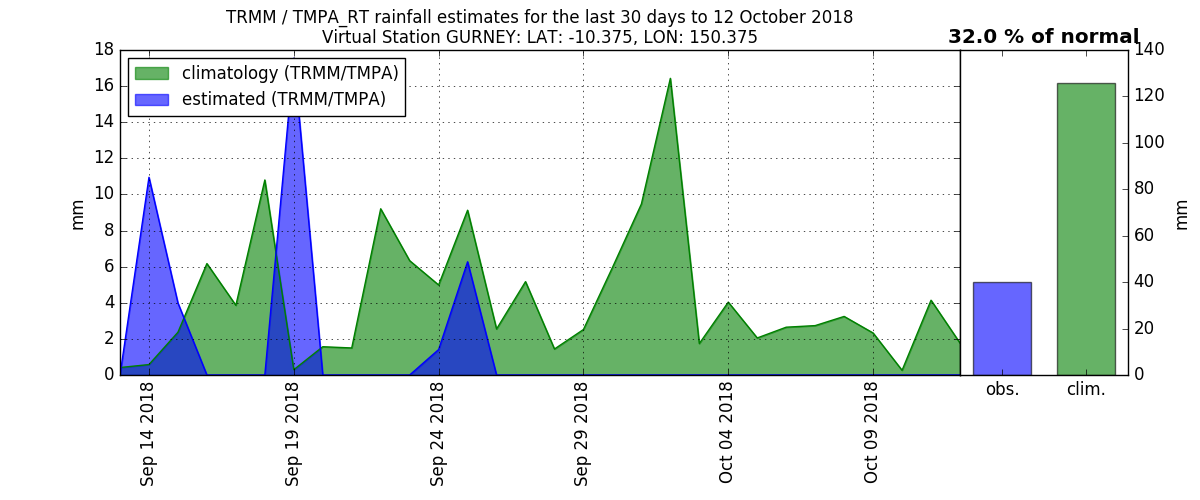 TRMM / TMPA_RT rainfall estimates for the last 30 days to 12 October 2018
Virtual Station GURNEY: LAT: -10.375, LON: 150.375
32.0 % of normal
climatology (TRMM/TMPA)
estimated (TRMM/TMPA)
18
16
14
12
10
8
6
4
2
0
mm
Sep 14 2018
Sep 19 2018
Sep 24 2018
Sep 29 2018
Oct 04 2018
Oct 09 2018
140
120
100
80
60
40
20
0
mm
obs.
clim.